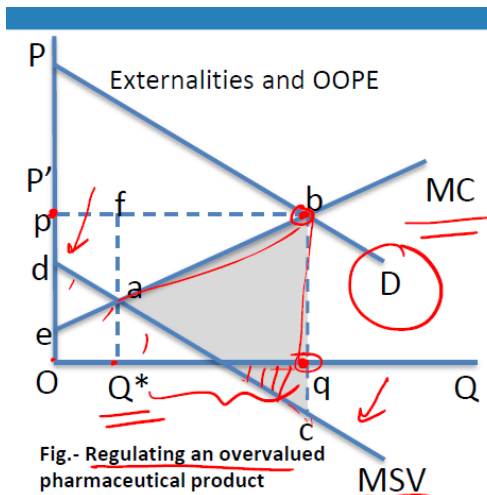 P
Externalities and OOPE
P'
f
b
MC
p
d
D
a
e
O
Q*
q
Q
c
Fig.- Regulating an overvalued
pharmaceutical product
MSV